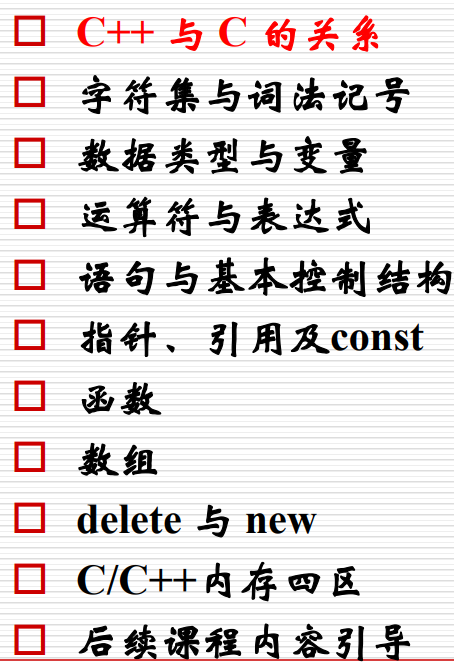 C++ 与 C 的关系
字符集与词法记号
数据类型与变量
运算符与表达式
语句与基本控制结构
指针、引用及const
函数
数组
delete 与 new
C/C++内存四区
后续课程内容引导